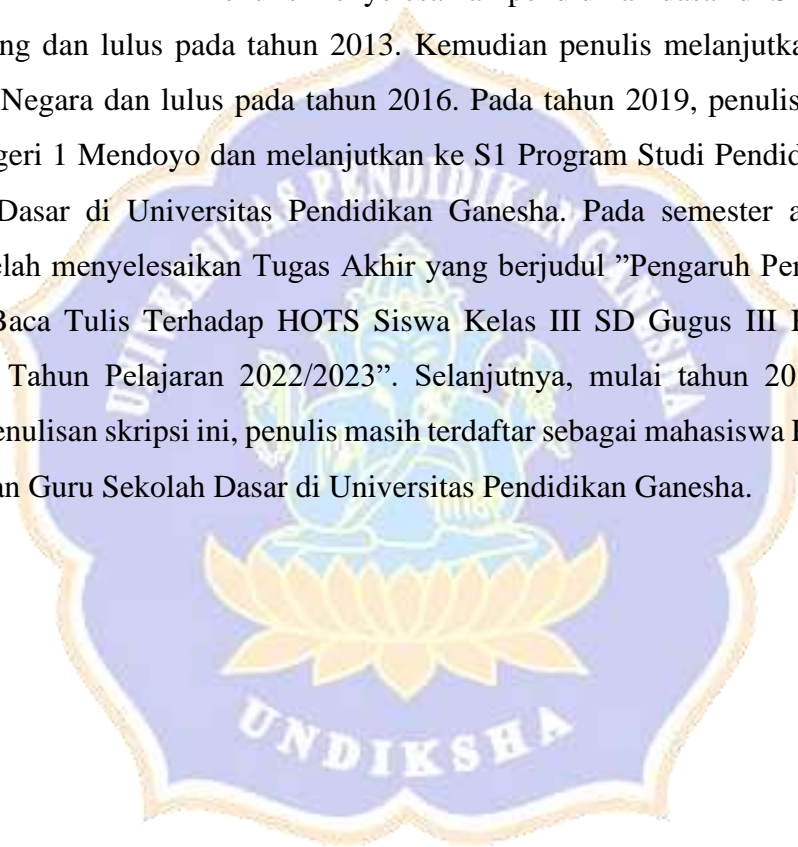 ng dan lulus pada tahun 2013. Kemudian penulis melanjutka
Negara dan lulus pada tahun 2016. Pada tahun 2019, penulis
geri 1 Mendoyo dan melanjutkan ke S1 Program Studi Pendid
Dasar di Universitas Pendidikan Ganesha. Pada semester a
elah menyelesaikan Tugas Akhir yang berjudul ”Pengaruh Pen
Baca Tulis Terhadap HOTS Siswa Kelas III SD Gugus III
Tahun Pelajaran 2022/2023”. Selanjutnya, mulai tahun 20
enulisan skripsi ini, penulis masih terdaftar sebagai mahasiswa
an Guru Sekolah Dasar di Universitas Pendidikan Ganesha.
UNIVERSITAS PENDIDIKAN GANESHA
UNDIKSHA